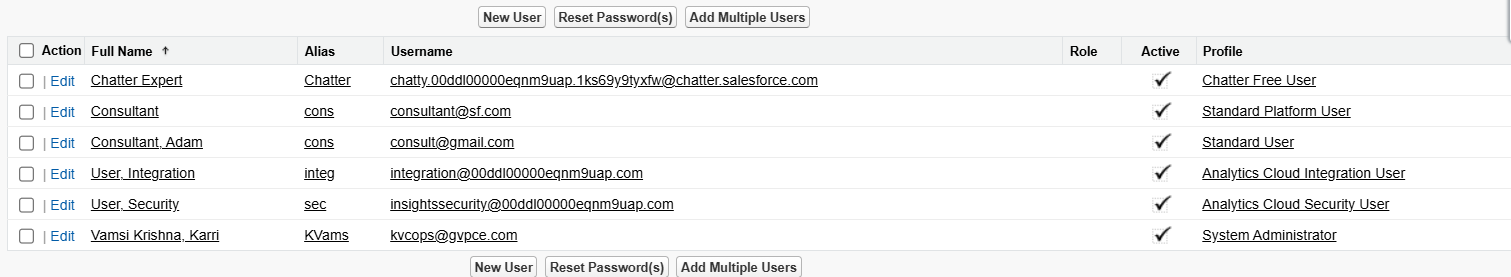 New User Reset Password(s) Add Multiple Users
Action Full Name ↑ Alias Username Role Active Profile
| Edit Chatter Expert Chatter chatty.00ddl00000eqnm9uap.1ks69y9tyxfw@chatter.salesforce.com Chatter Free User
| Edit Consultant cons consultant@sf.com Standard Platform User
| Edit Consultant, Adam cons consult@gmail.com Standard User
| Edit User, Integration integ integration@00ddl00000eqnm9uap.com Analytics Cloud Integration User
| Edit User, Security sec insightssecurity@00ddl00000eqnm9uap.com Analytics Cloud Security User
| Edit Vamsi Krishna, Karri KVams kvcops@gvpce.com System Administrator
New User Reset Password(s) Add Multiple Users